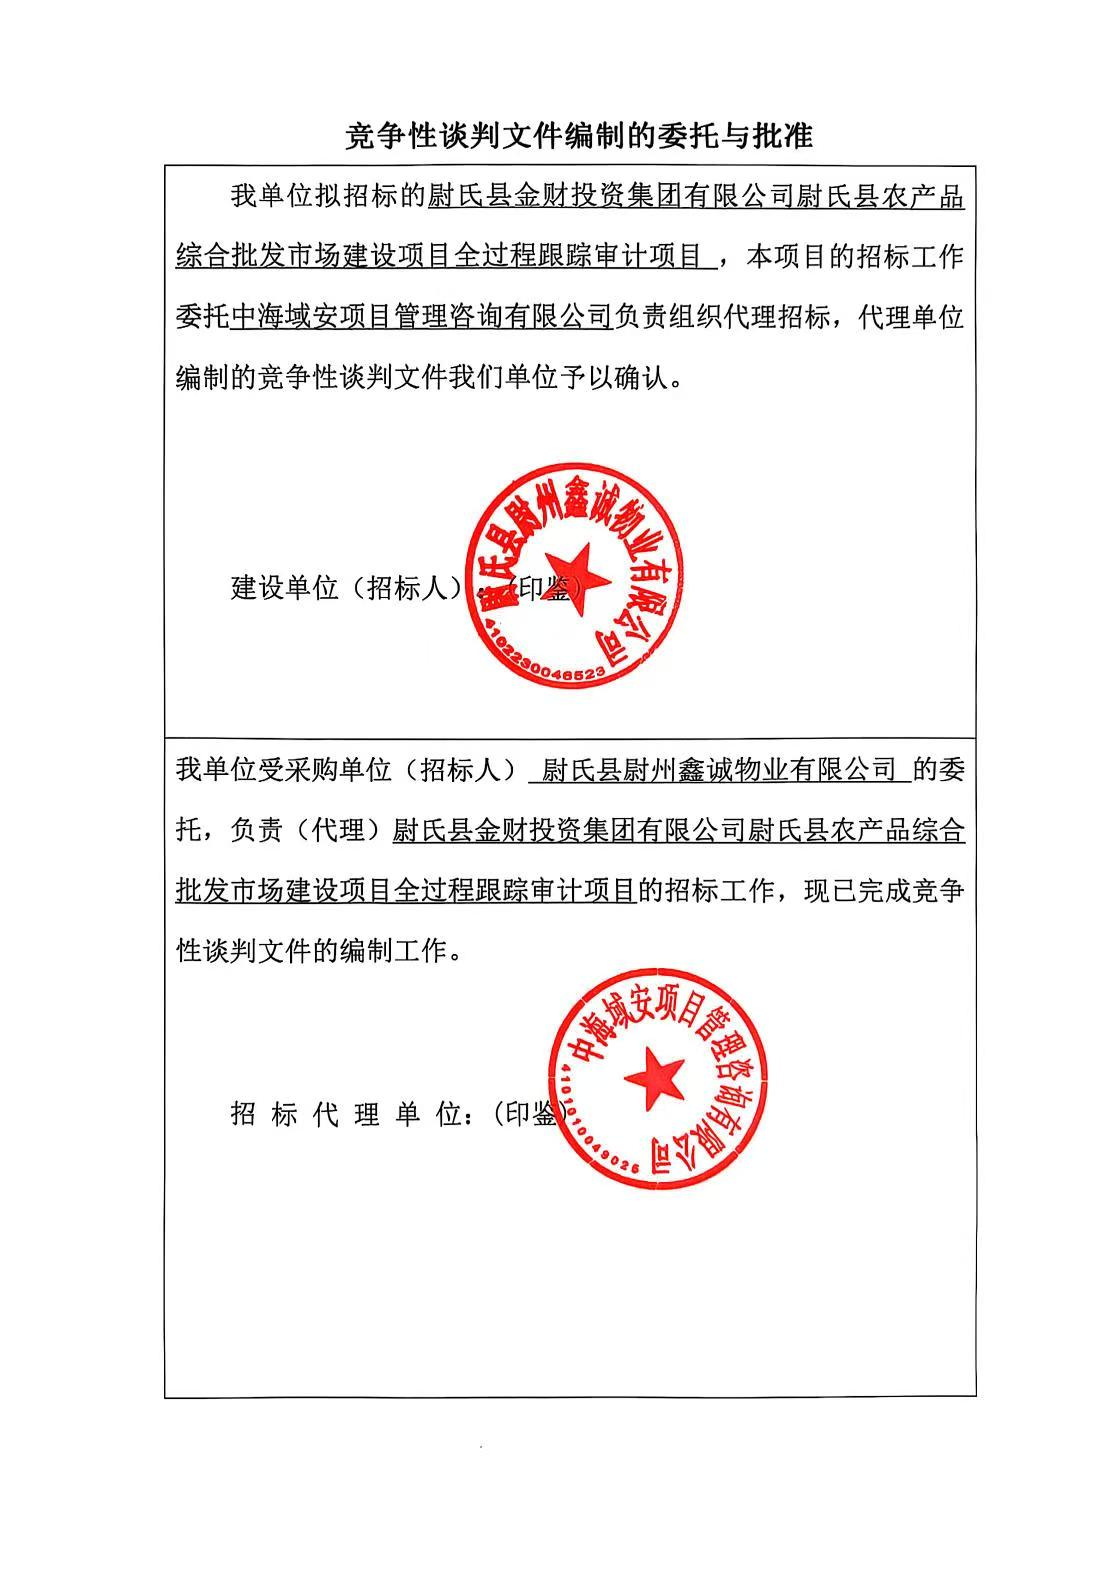 竞争性谈判文件编制的委托与批准
我单位拟招标的尉氏县金财投资集团有限公司尉氏县农产品
综合批发市场建设项目全过程跟踪审计项目 ，本项目的招标工作
委托中海域安项目管理咨询有限公司负责组织代理招标，代理单位
编制的竞争性谈判文件我们单位予以确认。
尉氏县尉州鑫诚物业有限公司
建设单位（招标人）：（印鉴）
4102230046523
我单位受采购单位（招标人） 尉氏县尉州鑫诚物业有限公司 的委
托，负责（代理）尉氏县金财投资集团有限公司尉氏县农产品综合
批发市场建设项目全过程跟踪审计项目的招标工作，现已完成竞争
性谈判文件的编制工作。
中海域安项目管理咨询有限公司
招 标 代 理 单 位：（印鉴）
4101010049026